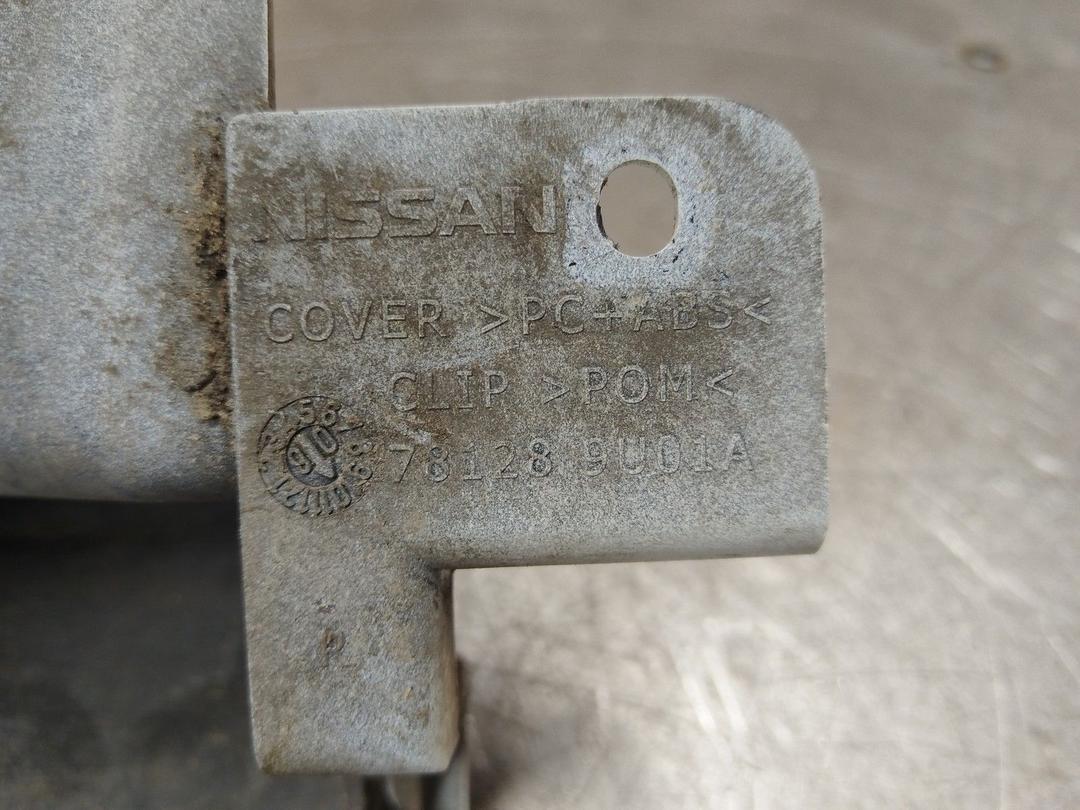 NISSAN
COVER >PC+ABS<
CLIP >POM<
78128 9U01A
R